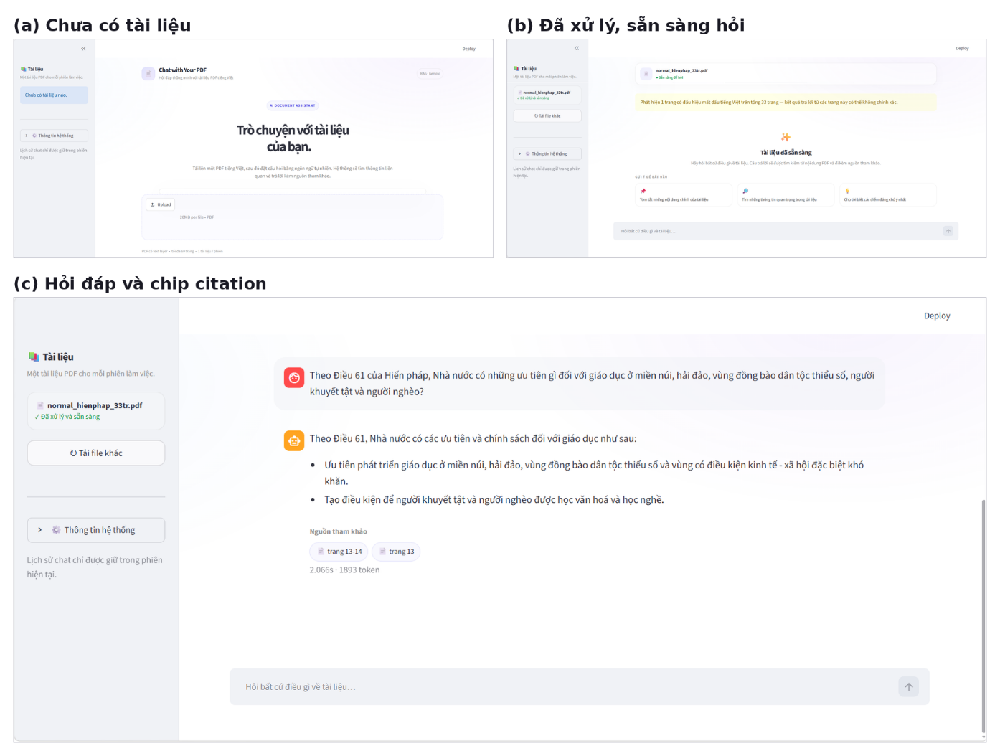 (a) Chưa có tài liệu
Deploy
Tài liệu
Một tài liệu PDF cho mỗi phiên làm việc.
Chưa có tài liệu nào.
Thông tin hệ thống
Lịch sử chat chỉ được giữ trong phiên
hiện tại.
Chat with Your PDF
Hỏi đáp thông minh với tài liệu PDF tiếng Việt
RAG · Gemini
AI DOCUMENT ASSISTANT
Trò chuyện với tài liệu
của bạn.
Tải lên một PDF tiếng Việt, sau đó đặt câu hỏi bằng ngôn ngữ tự nhiên. Hệ thống sẽ tìm thông tin liên
quan và trả lời kèm nguồn tham khảo.
Upload
20MB per file • PDF
PDF có text layer • tối đa 80 trang • 1 tài liệu / phiên
(b) Đã xử lý, sẵn sàng hỏi
Deploy
Tài liệu
Một tài liệu PDF cho mỗi phiên làm việc.
normal_hienphap_33tr.pdf
✓ Đã xử lý và sẵn sàng
↻ Tải file khác
Thông tin hệ thống
Lịch sử chat chỉ được giữ trong phiên
hiện tại.
normal_hienphap_33tr.pdf
● Sẵn sàng để hỏi
Phát hiện 1 trang có dấu hiệu mất dấu tiếng Việt trên tổng 33 trang — kết quả trả lời từ các trang này có thể không chính xác.
Tài liệu đã sẵn sàng
Hãy hỏi bất cứ điều gì về tài liệu. Câu trả lời sẽ được tìm kiếm từ nội dung PDF và đi kèm nguồn tham khảo.
GỢI Ý ĐỂ BẮT ĐẦU
Tóm tắt những nội dung chính của tài liệu
Tìm những thông tin quan trọng trong tài liệu
Cho tôi biết các điểm đáng chú ý nhất
Hỏi bất cứ điều gì về tài liệu…
(c) Hỏi đáp và chip citation
Deploy
Tài liệu
Một tài liệu PDF cho mỗi phiên làm việc.
normal_hienphap_33tr.pdf
✓ Đã xử lý và sẵn sàng
↻ Tải file khác
Thông tin hệ thống
Lịch sử chat chỉ được giữ trong phiên
hiện tại.
Theo Điều 61 của Hiến pháp, Nhà nước có những ưu tiên gì đối với giáo dục ở miền núi, hải đảo, vùng đồng bào dân tộc thiểu số, người
khuyết tật và người nghèo?
Theo Điều 61, Nhà nước có các ưu tiên và chính sách đối với giáo dục như sau:
• Ưu tiên phát triển giáo dục ở miền núi, hải đảo, vùng đồng bào dân tộc thiểu số và vùng có điều kiện kinh tế - xã hội đặc biệt khó
khăn.
• Tạo điều kiện để người khuyết tật và người nghèo được học văn hoá và học nghề.
Nguồn tham khảo
trang 13-14
trang 13
2.066s · 1893 token
Hỏi bất cứ điều gì về tài liệu…